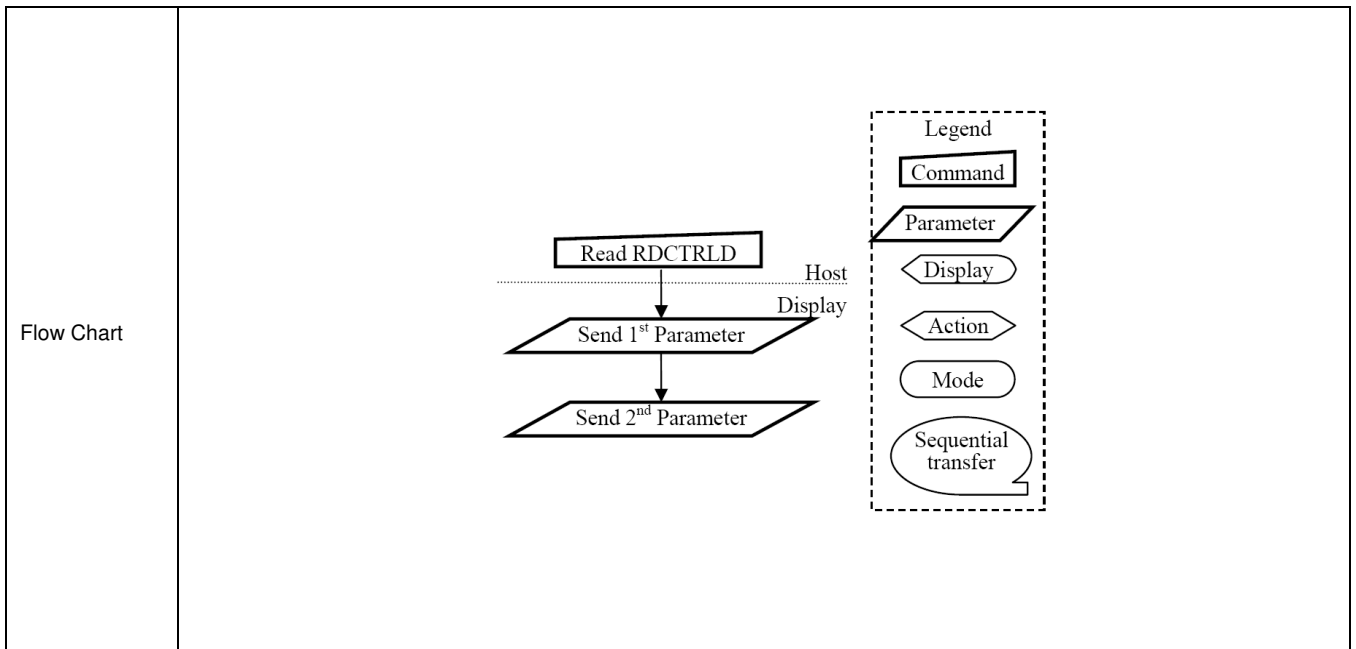 Flow Chart
Read RDCTRLD
Host
Display
Send 1st Parameter
Send 2nd Parameter
Legend
Command
Parameter
Display
Action
Mode
Sequential
transfer